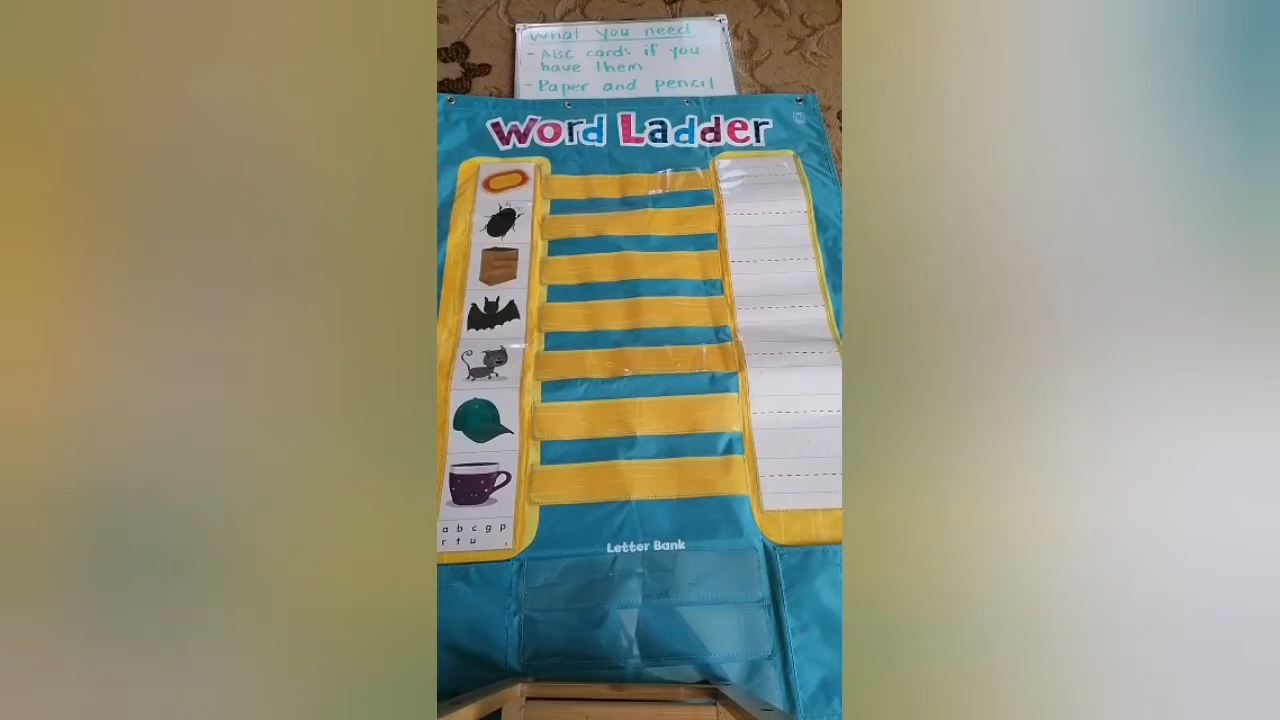 What you need
- ABC cards if you
have them
- Paper and pencil
Word Ladder
a b c g p
r t u
Letter Bank